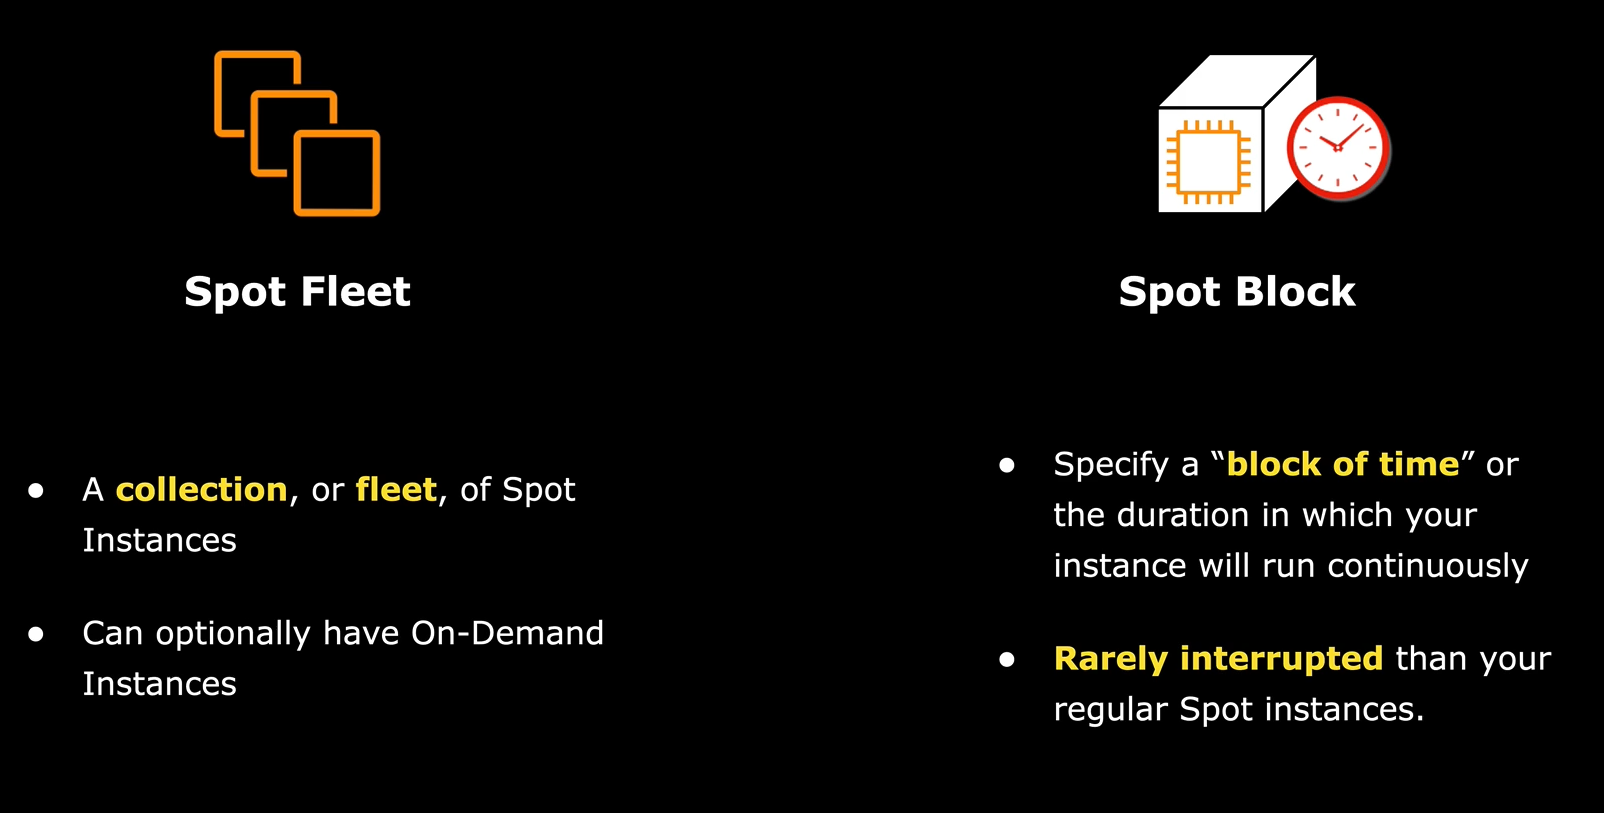 Spot Fleet
● A collection, or fleet, of Spot
Instances
● Can optionally have On-Demand
Instances
Spot Block
● Specify a “block of time” or
the duration in which your
instance will run continuously
● Rarely interrupted than your
regular Spot instances.